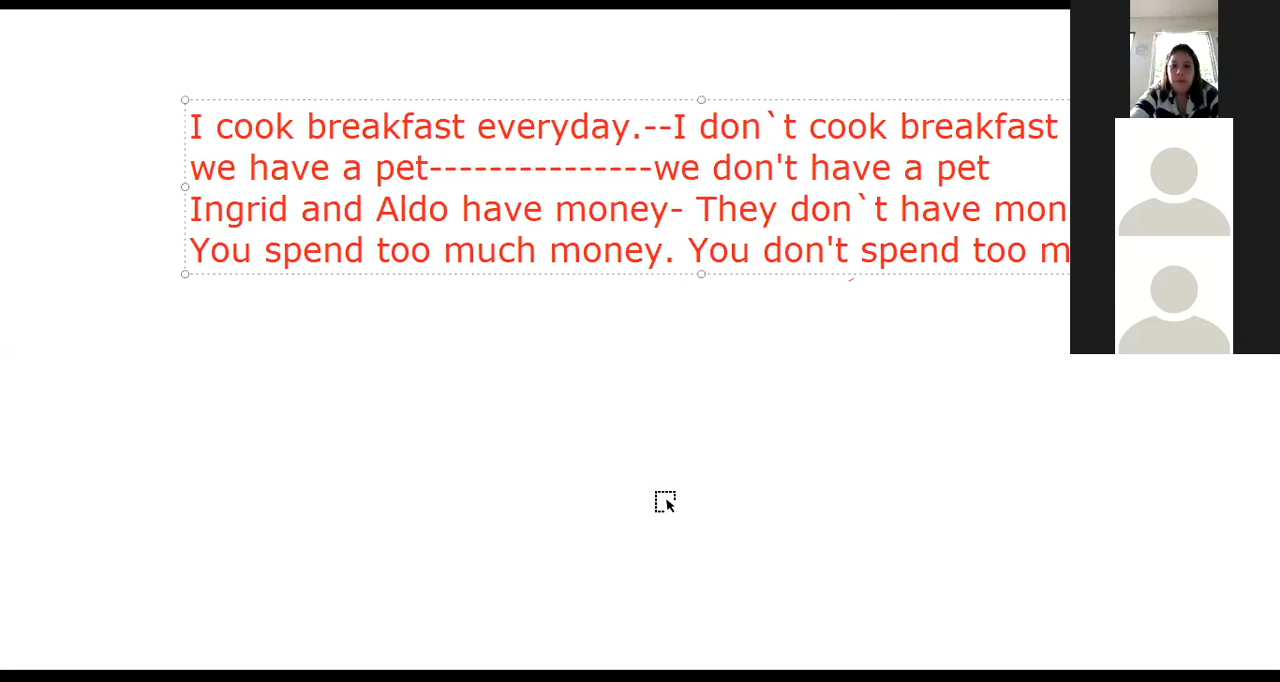 I cook breakfast everyday.--I don`t cook breakfast
we have a pet---------------we don't have a pet
Ingrid and Aldo have money- They don`t have mon
You spend too much money. You don't spend too m